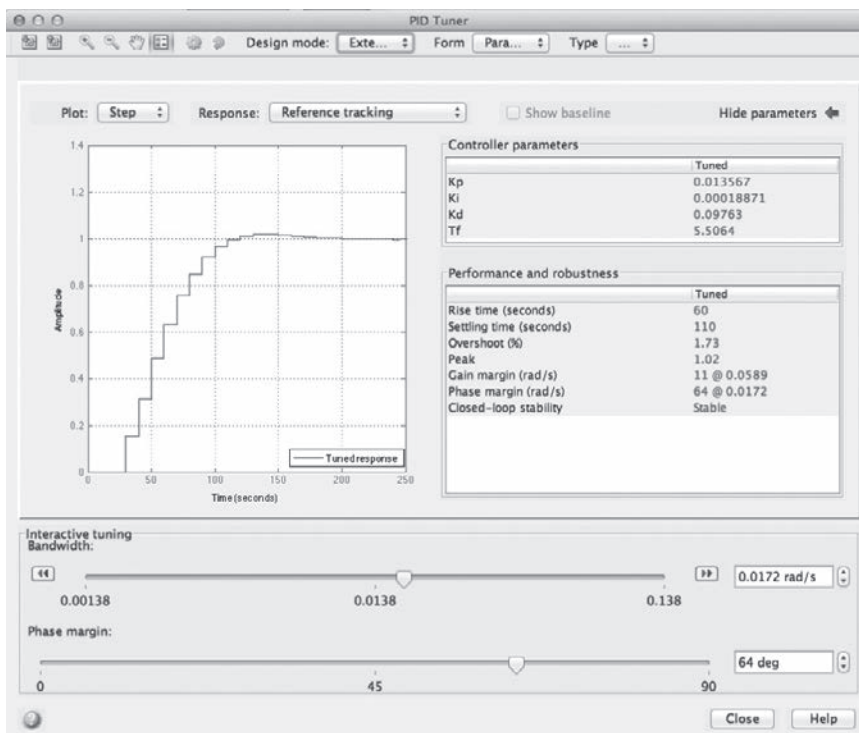 PID Tuner
Design mode: Exte... Form Para... Type ...
Plot: Step Response: Reference tracking Show baseline Hide parameters
Controller parameters
Tuned
Kp 0.013567
Ki 0.00018871
Kd 0.09763
Tf 5.5064
Performance and robustness
Tuned
Rise time (seconds) 60
Settling time (seconds) 110
Overshoot (%) 1.73
Peak 1.02
Gain margin (rad/s) 11 @ 0.0589
Phase margin (rad/s) 64 @ 0.0172
Closed-loop stability Stable
1.4
1.2
1
0.8
0.6
0.4
0.2
0
Amplitude
Tuned response
0 50 100 150 200 250
Time (seconds)
Interactive tuning
Bandwidth:
0.0172 rad/s
0.00138 0.0138 0.138
Phase margin:
64 deg
0 45 90
?
Close Help